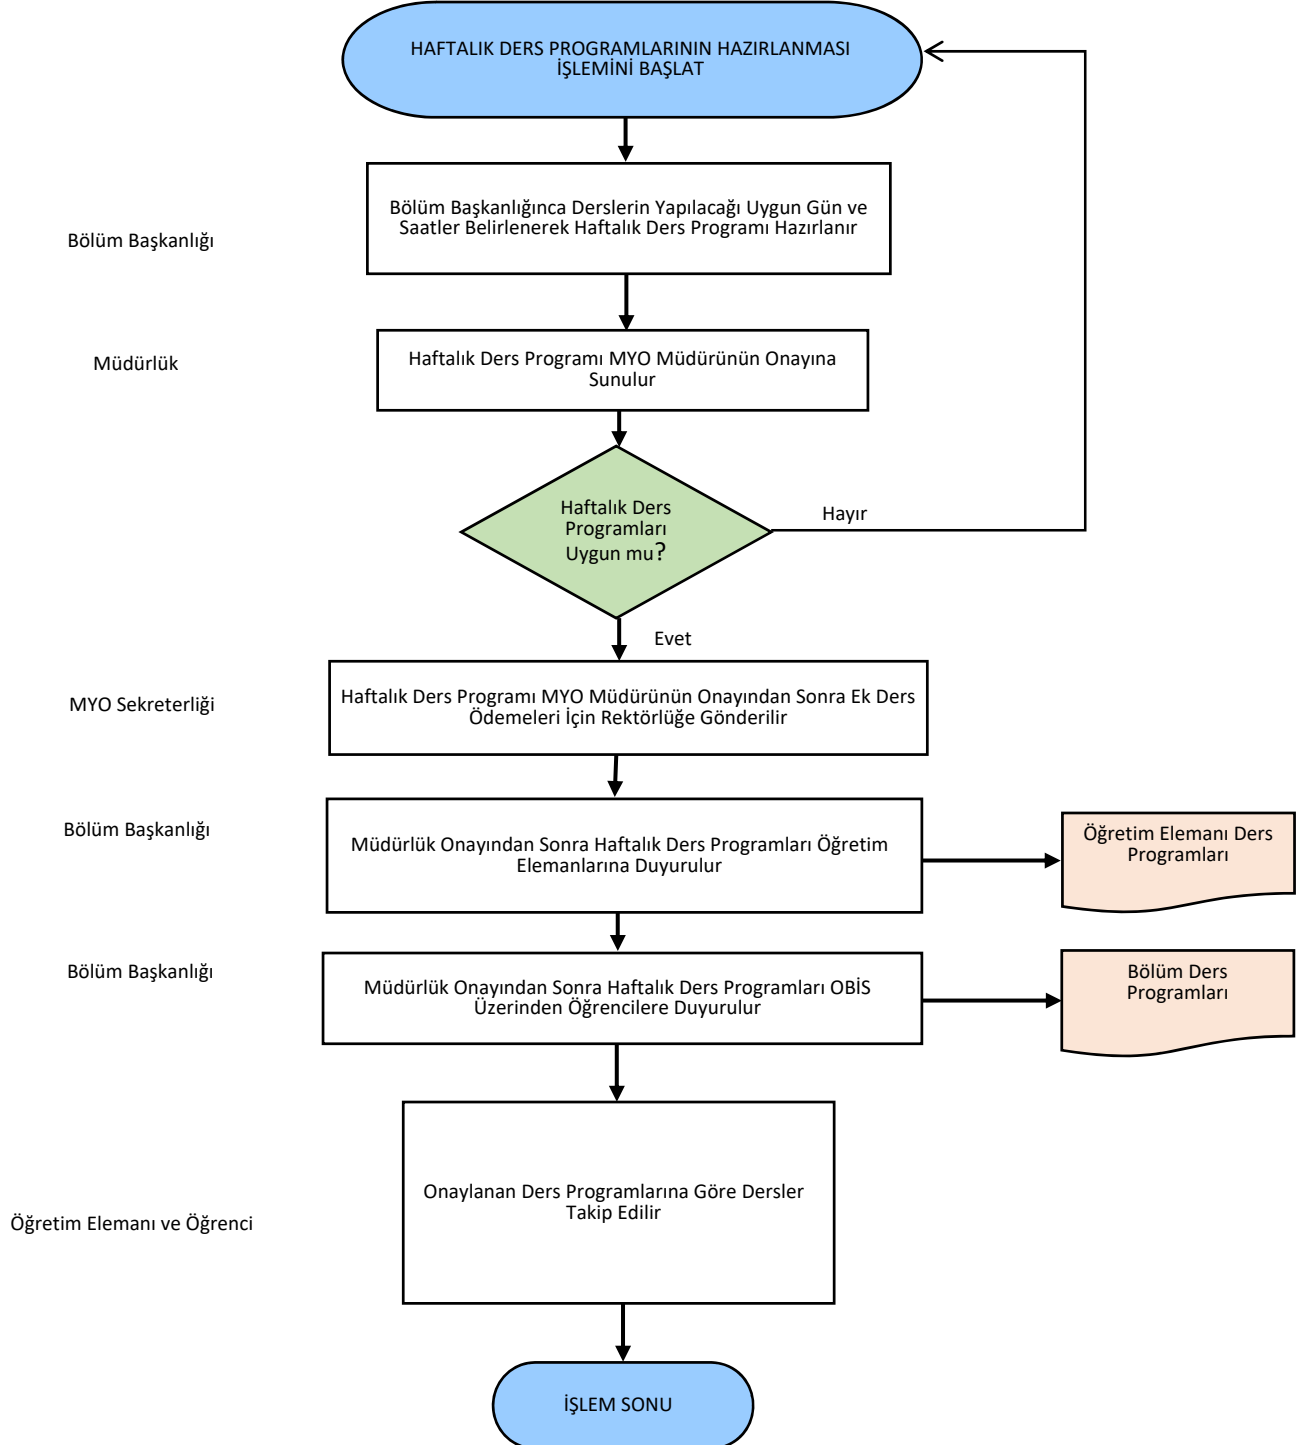 HAFTALIK DERS PROGRAMLARININ HAZIRLANMASI
İŞLEMİNİ BAŞLAT
Bölüm Başkanlığı
Bölüm Başkanlığınca Derslerin Yapılacağı Uygun Gün ve
Saatler Belirlenerek Haftalık Ders Programı Hazırlanır
Müdürlük
Haftalık Ders Programı MYO Müdürünün Onayına
Sunulur
Haftalık Ders
Programları
Uygun mu?
Hayır
Evet
MYO Sekreterliği
Haftalık Ders Programı MYO Müdürünün Onayından Sonra Ek Ders
Ödemeleri İçin Rektörlüğe Gönderilir
Bölüm Başkanlığı
Müdürlük Onayından Sonra Haftalık Ders Programları Öğretim
Elemanlarına Duyurulur
Öğretim Elemanı Ders
Programları
Bölüm Başkanlığı
Müdürlük Onayından Sonra Haftalık Ders Programları OBİS
Üzerinden Öğrencilere Duyurulur
Bölüm Ders
Programları
Öğretim Elemanı ve Öğrenci
Onaylanan Ders Programlarına Göre Dersler
Takip Edilir
İŞLEM SONU